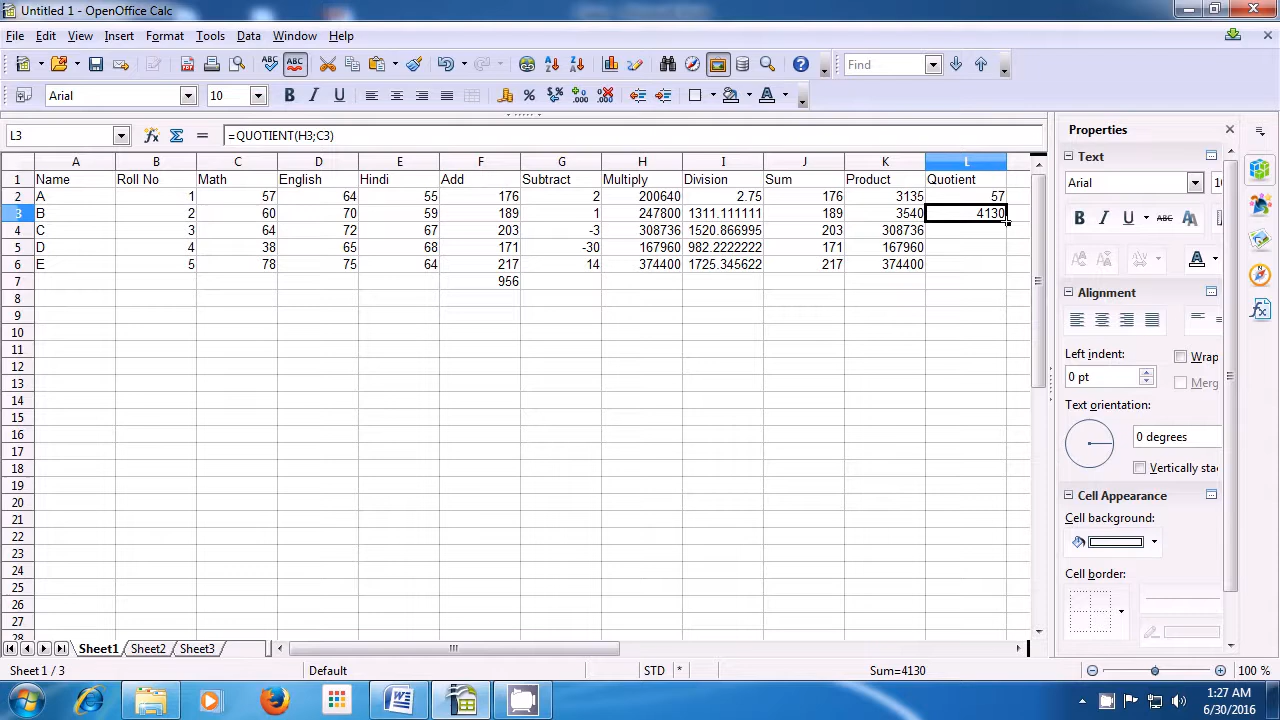 Untitled 1 - OpenOffice Calc
File Edit View Insert Format Tools Data Window Help
Find
Arial 10
L3 =QUOTIENT(H3;C3)
A B C D E F G H I J K L
1 Name Roll No Math English Hindi Add Subtrict Multiply Division Sum Product Quotient
2 A 1 57 64 55 176 2 200640 2.75 176 3135 57
3 B 2 60 70 59 189 1 247800 1311.111111 189 3540 4130
4 C 3 64 72 67 203 -3 308736 1520.866995 203 308736
5 D 4 38 65 68 171 -30 167960 982.2222222 171 167960
6 E 5 78 75 64 217 14 374400 1725.345622 217 374400
7 956
8
9
10
11
12
13
14
15
16
17
18
19
20
21
22
23
24
25
26
27
28
Properties
Text
Arial
B I U ABC
Alignment
Left indent:
Wrap
0 pt
Merg
Text orientation:
0 degrees
Vertically sta
Cell Appearance
Cell background:
Cell border:
Sheet1 Sheet2 Sheet3
Sheet 1 / 3 Default STD * Sum=4130 100 %
1:27 AM
6/30/2016